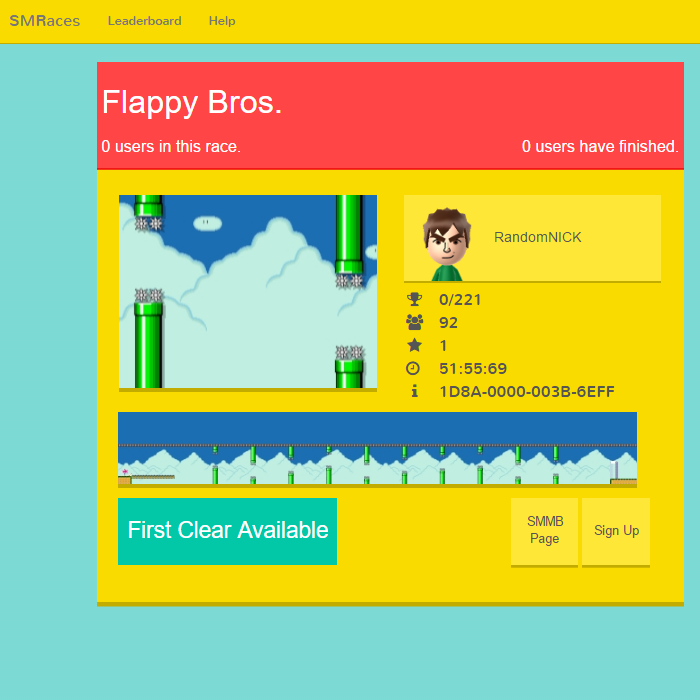 SMRaces Leaderboard Help
Flappy Bros.
0 users in this race. 0 users have finished.
RandomNICK
0/221
92
1
51:55:69
1D8A-0000-003B-6EFF
First Clear Available
SMMB
Page
Sign Up